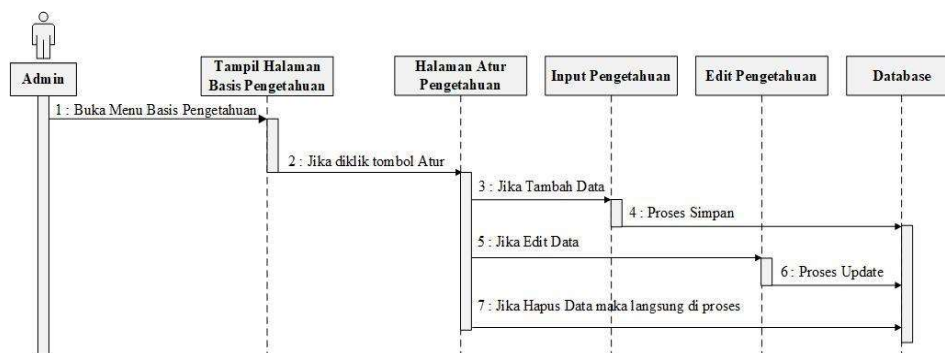 Admin
Tampil Halaman
Basis Pengetahuan
Halaman Atur
Pengetahuan
Input Pengetahuan
Edit Pengetahuan
Database
1 : Buka Menu Basis Pengetahuan
2 : Jika diklik tombol Atur
3 : Jika Tambah Data
4 : Proses Simpan
5 : Jika Edit Data
6 : Proses Update
7 : Jika Hapus Data maka langsung di proses